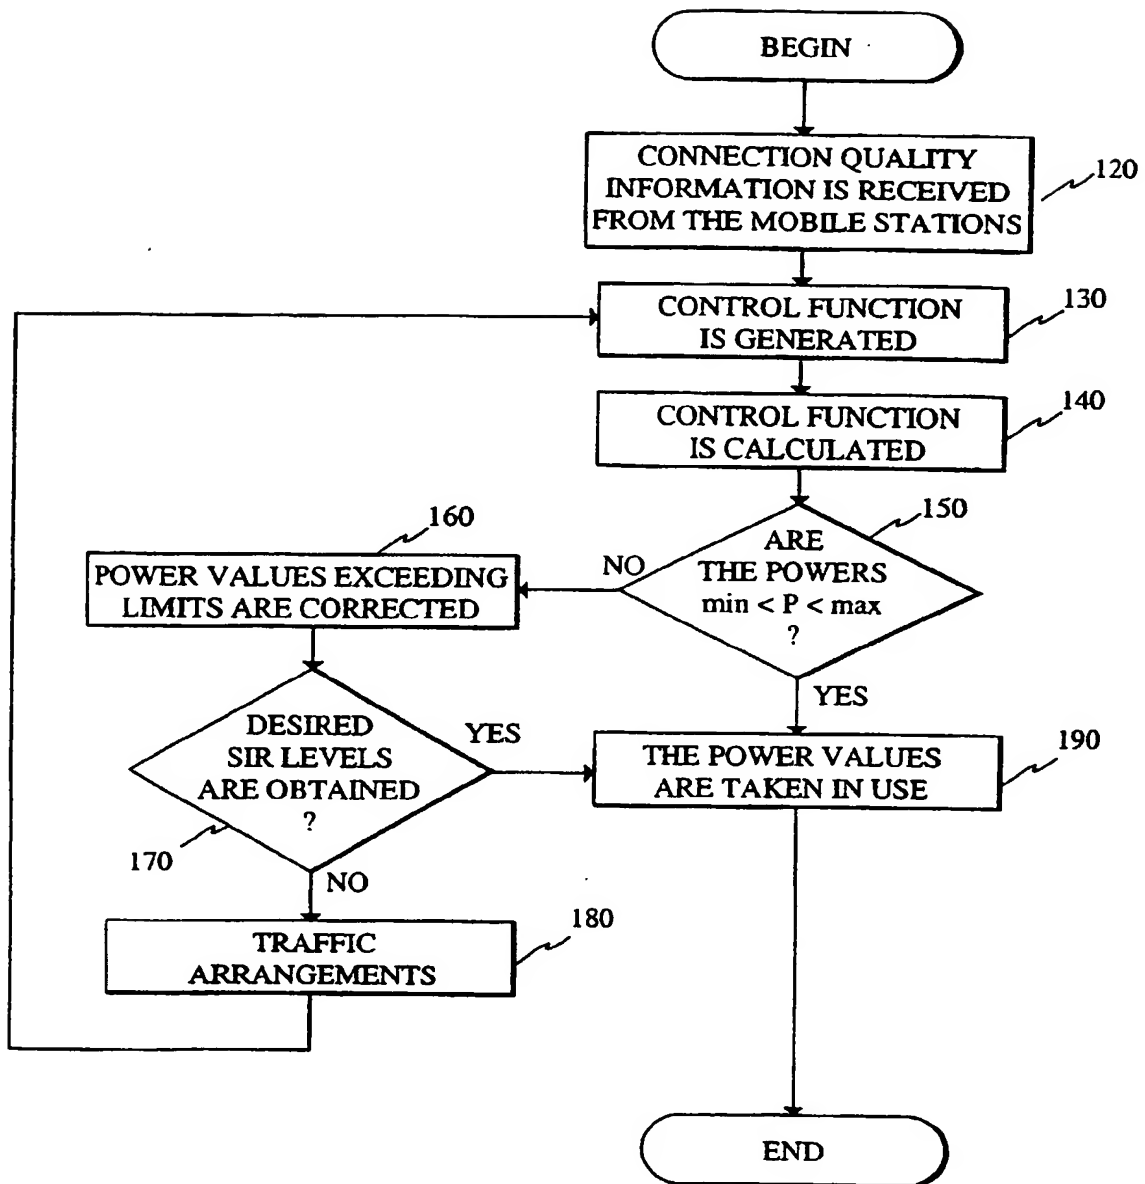 BEGIN
CONNECTION QUALITY
INFORMATION IS RECEIVED
FROM THE MOBILE STATIONS
120
CONTROL FUNCTION
IS GENERATED
130
CONTROL FUNCTION
IS CALCULATED
140
ARE
THE POWERS
min < P < max
?
150
NO
YES
160
POWER VALUES EXCEEDING
LIMITS ARE CORRECTED
DESIRED
SIR LEVELS
ARE OBTAINED
?
170
YES
NO
THE POWER VALUES
ARE TAKEN IN USE
190
TRAFFIC
ARRANGEMENTS
180
END